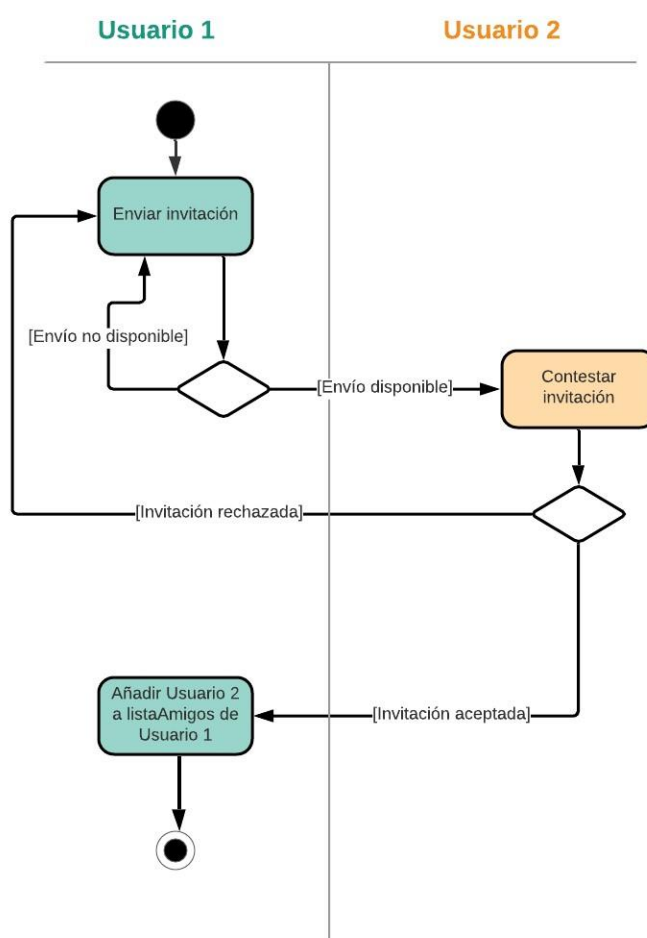 Usuario 1
Usuario 2
Enviar invitación
[Envío no disponible]
[Envío disponible]
Contestar
invitación
[Invitación rechazada]
Añadir Usuario 2
a listaAmigos de
Usuario 1
[Invitación aceptada]